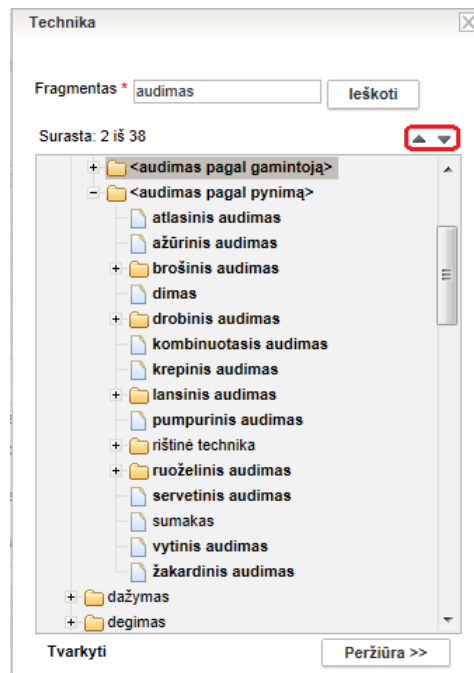 Technika
Fragmentas * audimas Ieškoti
Surasta: 2 iš 38
<audimas pagal gamintoją>
<audimas pagal pynimą>
atlasinis audimas
ažūrinis audimas
brošinis audimas
dimas
drobinis audimas
kombinuotasis audimas
krepinis audimas
lansinis audimas
pumpurinis audimas
rištinė technika
ruoželinis audimas
servetinis audimas
sumakas
vytinis audimas
žakardinis audimas
dažymas
degimas
Tvarkyti Peržiūra >>